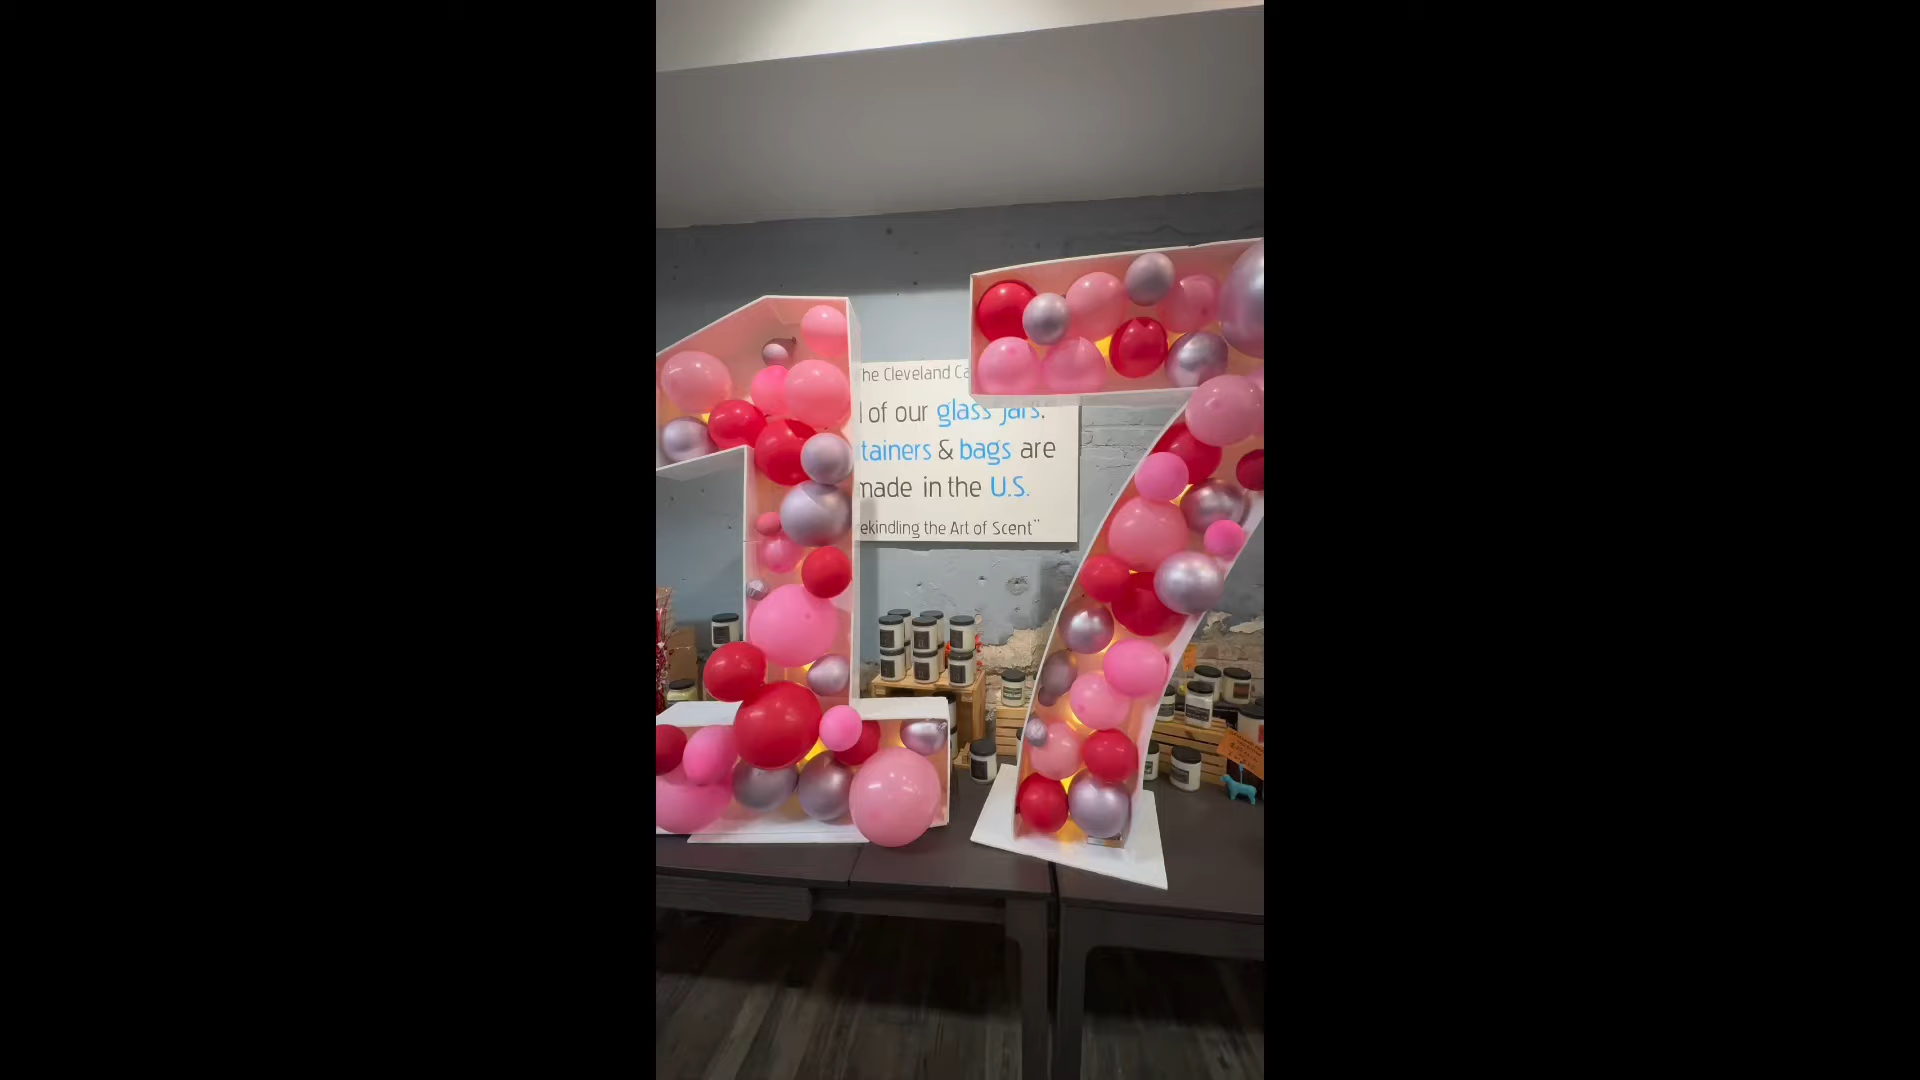 he Cleveland Ca
l of our glass jars.
tainers & bags are
made in the U.S.
ekindling the Art of Scent"